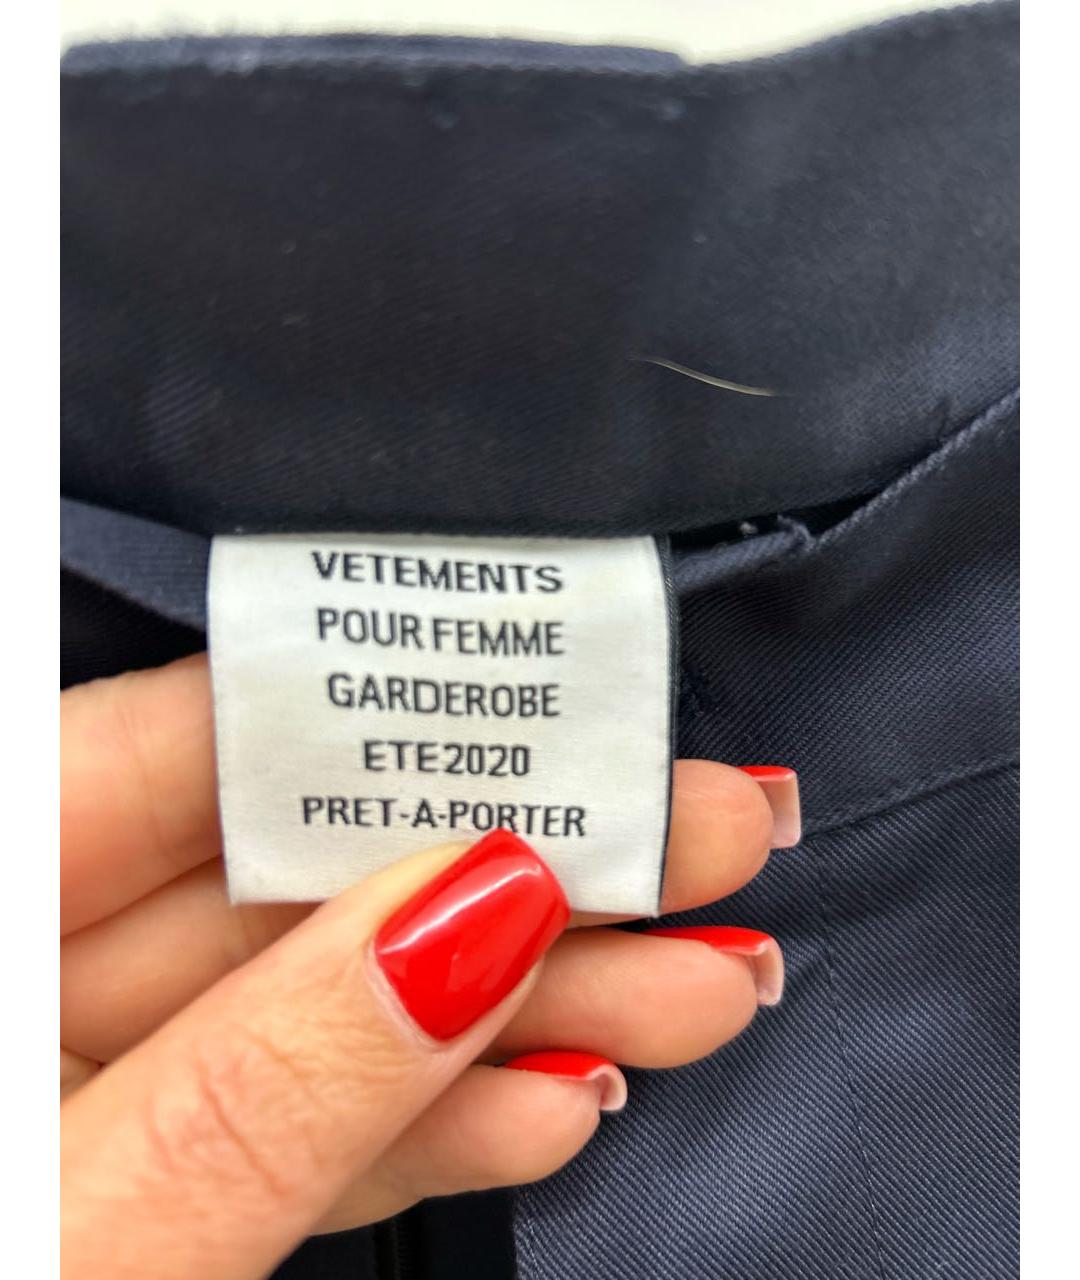 VETEMENTS
POUR FEMME
GARDEROBE
ETE2020
PRET-A-PORTER